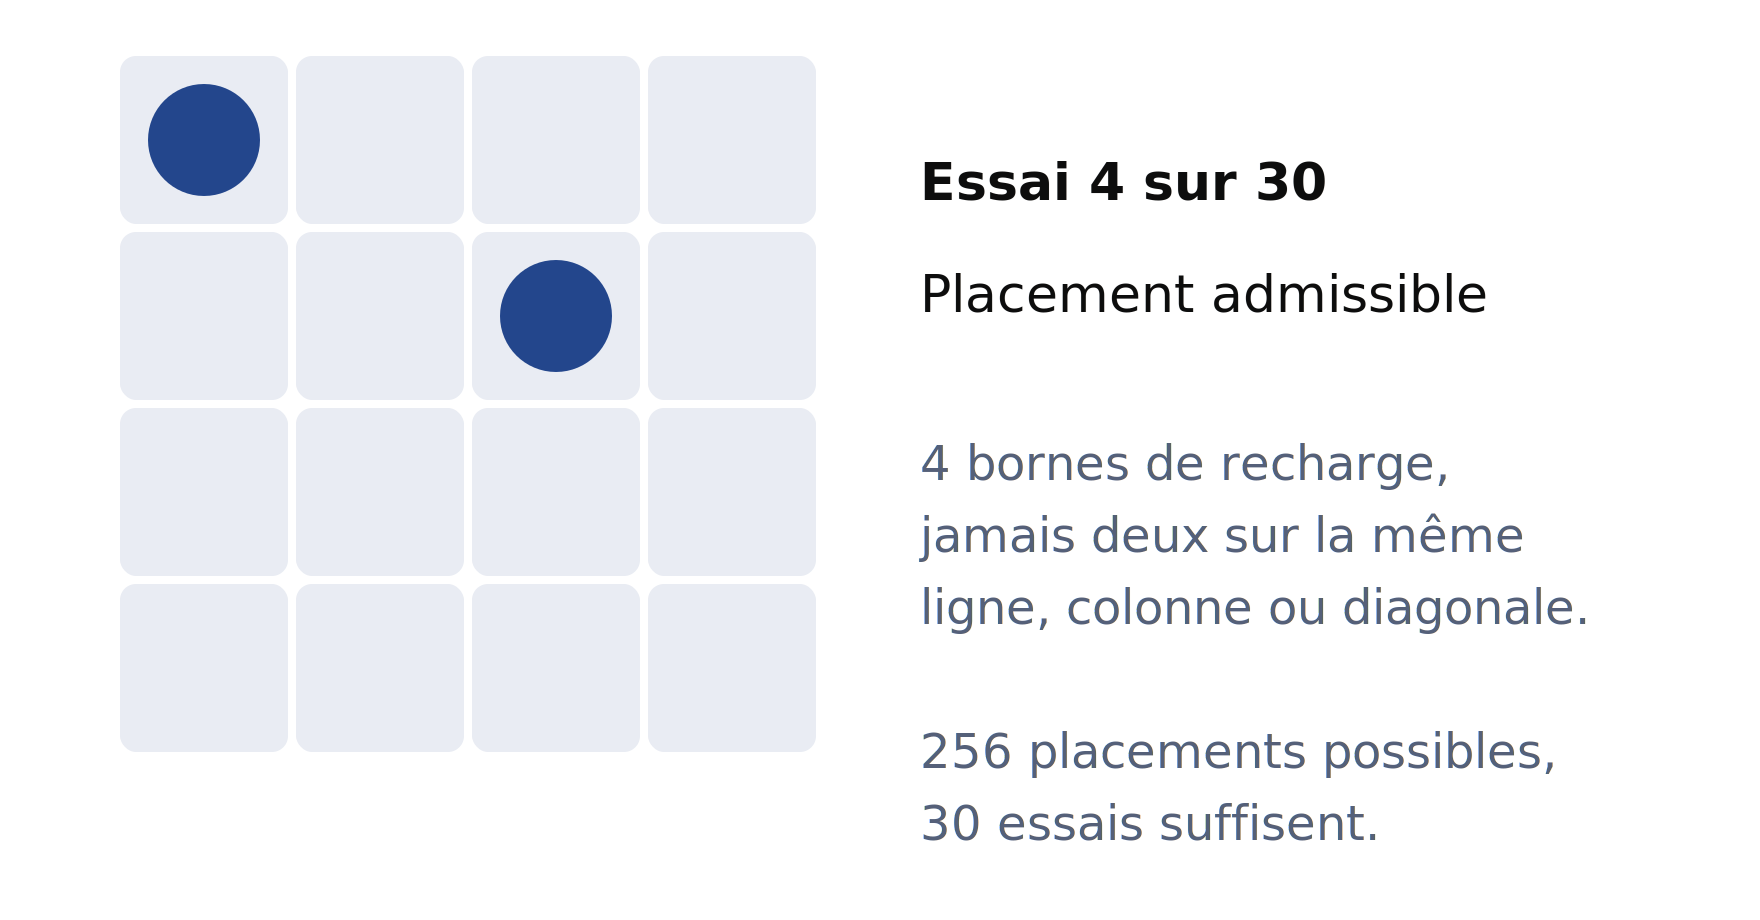 Essai 4 sur 30
Placement admissible
4 bornes de recharge,
jamais deux sur la même
ligne, colonne ou diagonale.
256 placements possibles,
30 essais suffisent.